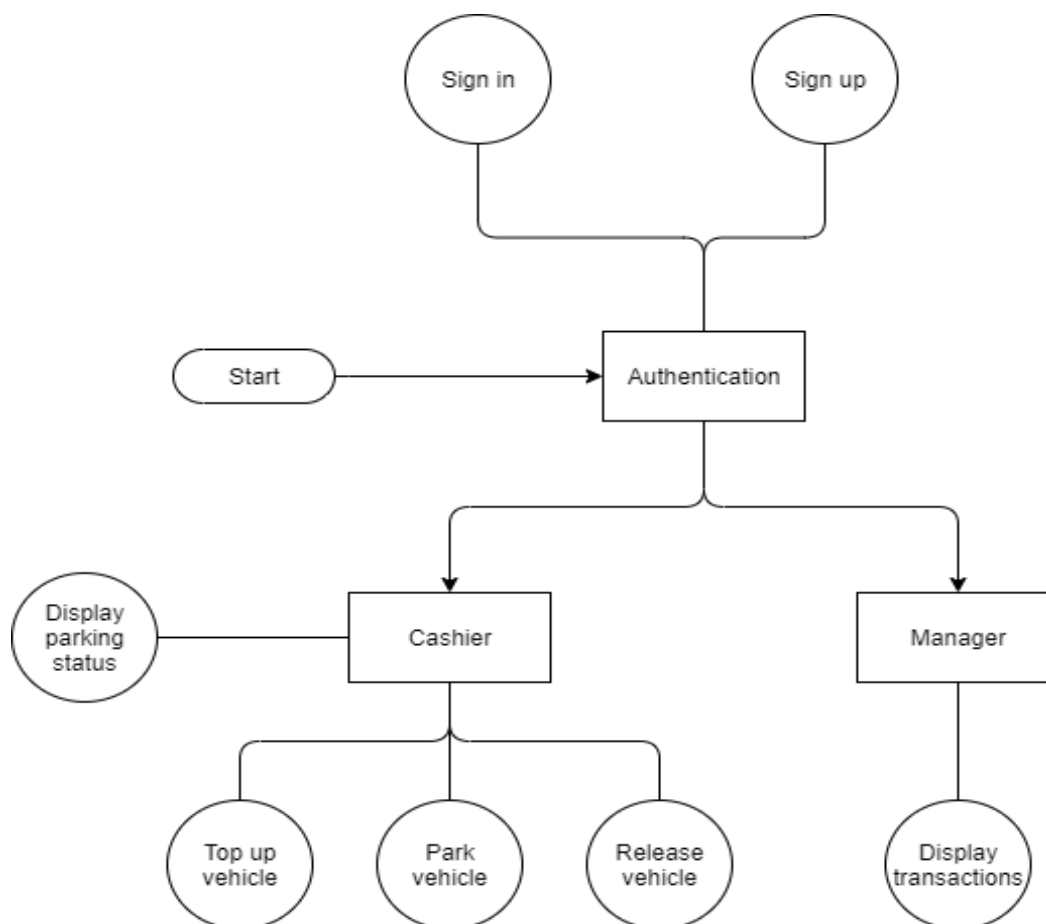 Sign in
Sign up
Start
Authentication
Display
parking
status
Cashier
Manager
Top up
vehicle
Park
vehicle
Release
vehicle
Display
transactions